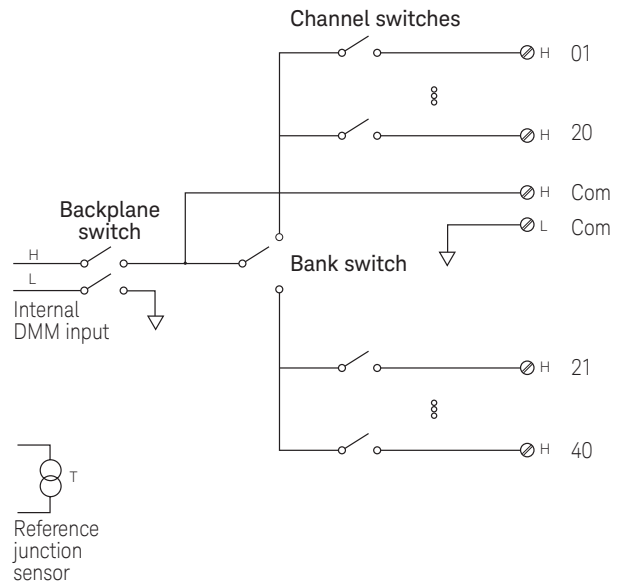 Channel switches
H 01
H 20
H Com
L Com
Backplane
switch
H
L
Internal
DMM input
Bank switch
H 21
H 40
T
Reference
junction
sensor